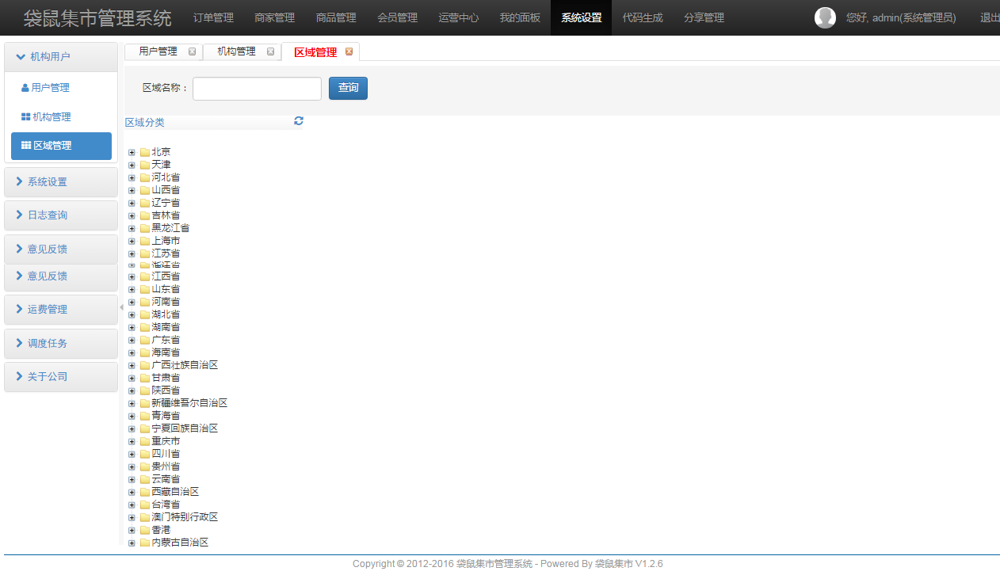 袋鼠集市管理系统 订单管理 商家管理 商品管理 会员管理 运营中心 我的面板 系统设置 代码生成 分享管理 您好, admin(系统管理员) 退出
机构用户
用户管理
机构管理
区域管理
系统设置
日志查询
意见反馈
意见反馈
运费管理
调度任务
关于公司
用户管理 机构管理 区域管理
区域名称： 查询
区域分类
北京
天津
河北省
山西省
辽宁省
吉林省
黑龙江省
上海市
江苏省
浙江省
江西省
山东省
河南省
湖北省
湖南省
广东省
海南省
广西壮族自治区
甘肃省
陕西省
新疆维吾尔自治区
青海省
宁夏回族自治区
重庆市
四川省
贵州省
云南省
西藏自治区
台湾省
澳门特别行政区
香港
内蒙古自治区
Copyright © 2012-2016 袋鼠集市管理系统 - Powered By 袋鼠集市 V1.2.6